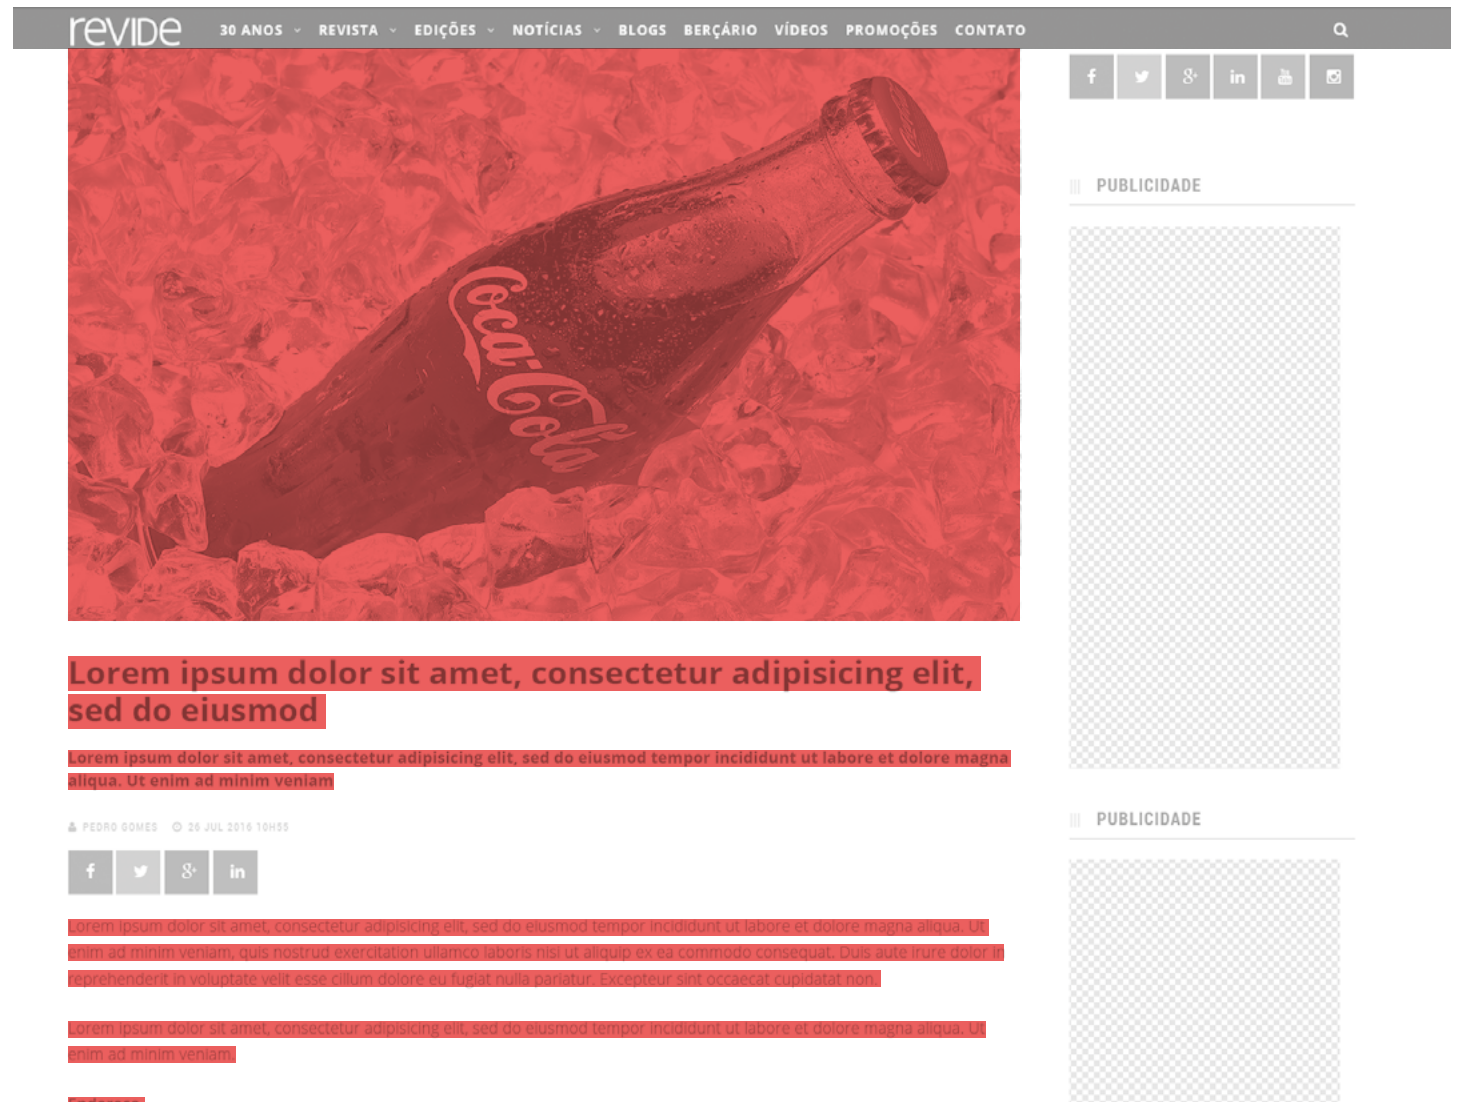 revide 30 ANOS REVISTA EDIÇÕES NOTÍCIAS BLOGS BERÇÁRIO VÍDEOS PROMOÇÕES CONTATO
PUBLICIDADE
Coca-Cola
Lorem ipsum dolor sit amet, consectetur adipisicing elit,
sed do eiusmod
Lorem ipsum dolor sit amet, consectetur adipisicing elit, sed do eiusmod tempor incididunt ut labore et dolore magna
aliqua. Ut enim ad minim veniam
PEDRO GOMES 26 JUL 2016 10H55
PUBLICIDADE
Lorem ipsum dolor sit amet, consectetur adipisicing elit, sed do eiusmod tempor incididunt ut labore et dolore magna aliqua. Ut
enim ad minim veniam, quis nostrud exercitation ullamco laboris nisi ut aliquip ex ea commodo consequat. Duis aute irure dolor in
reprehenderit in voluptate velit esse cillum dolore eu fugiat nulla pariatur. Excepteur sint occaecat cupidatat non.
Lorem ipsum dolor sit amet, consectetur adipisicing elit, sed do eiusmod tempor incididunt ut labore et dolore magna aliqua. Ut
enim ad minim veniam.